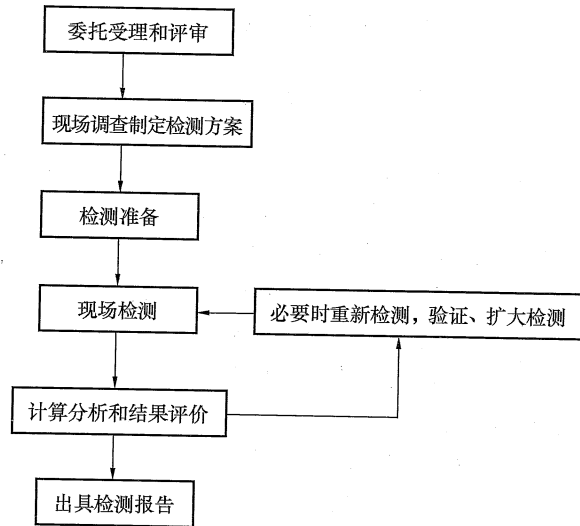 委托受理和评审
现场调查制定检测方案
检测准备
现场检测
必要时重新检测，验证、扩大检测
计算分析和结果评价
出具检测报告